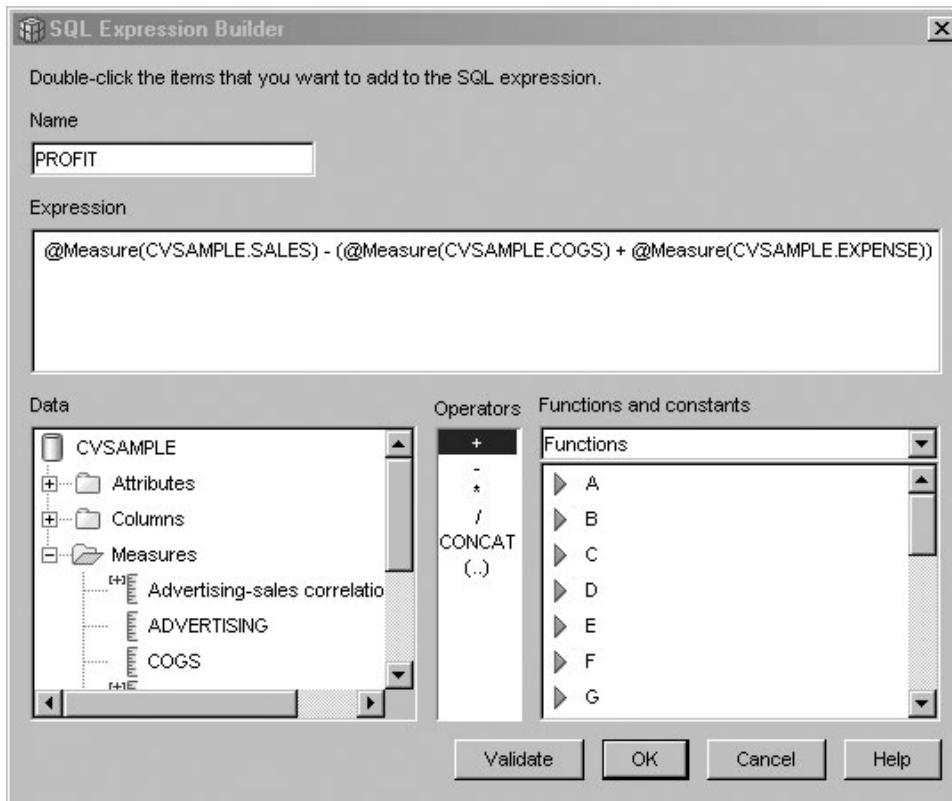 SQL Expression Builder
Double-click the items that you want to add to the SQL expression.
Name
PROFIT
Expression
@Measure(CVSAMPLE.SALES) - (@Measure(CVSAMPLE.COGS) + @Measure(CVSAMPLE.EXPENSE))
Data
CVSAMPLE
Attributes
Columns
Measures
Advertising-sales correlatio
ADVERTISING
COGS
Operators
+
-
*
/
CONCAT
(..)
Functions and constants
Functions
A
B
C
D
E
F
G
Validate
OK
Cancel
Help